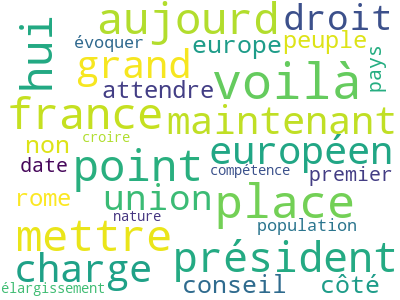 aujourd
droit
hui
évoquer
europe
peuple
grand
voilà
pays
attendre
france
maintenant
croire
non
européen
date
point
compétence
premier
rome
union
place
nature
mettre
population
président
charge
conseil
côté
élargissement